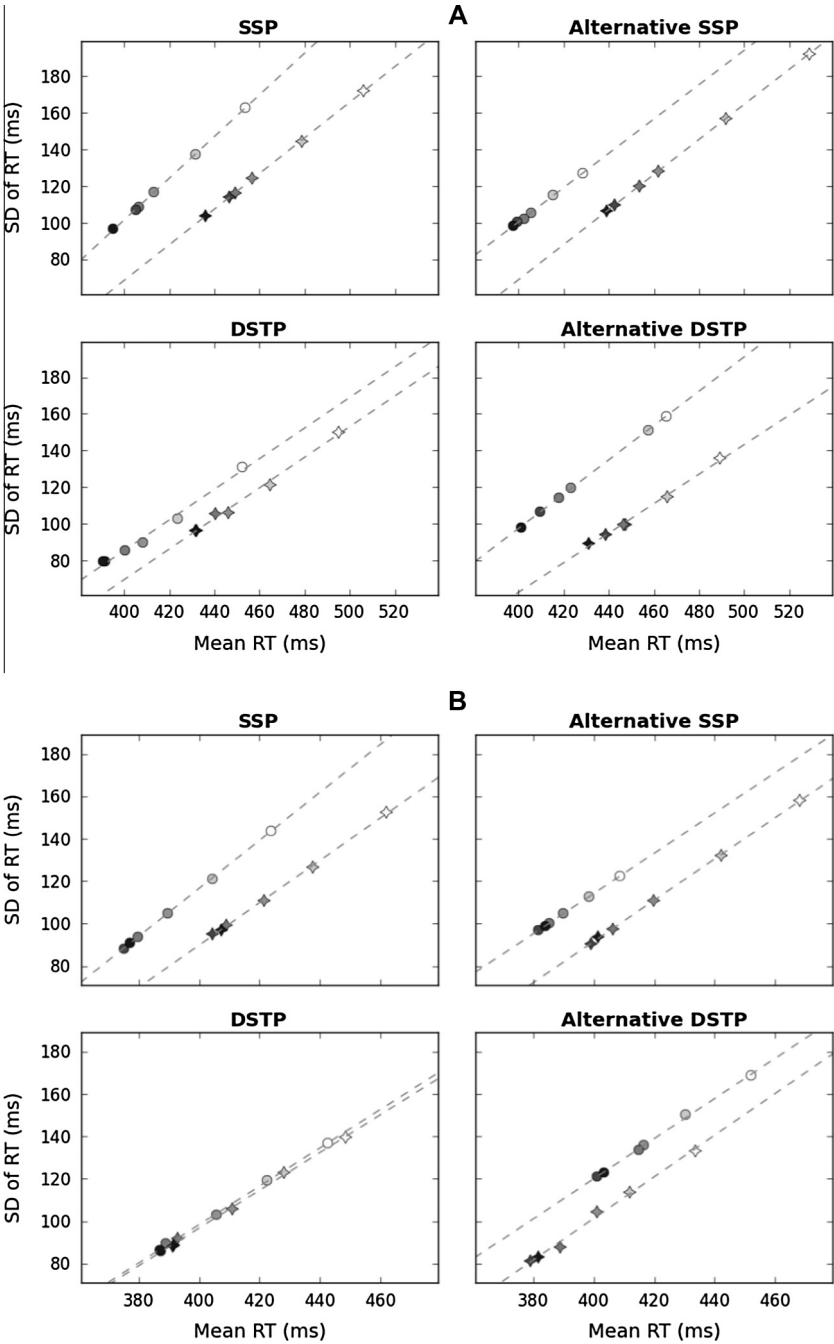 A
SSP
Alternative SSP
SD of RT (ms)
180
160
140
120
100
80
DSTP
Alternative DSTP
SD of RT (ms)
180
160
140
120
100
80
400 420 440 460 480 500 520
400 420 440 460 480 500 520
Mean RT (ms)
Mean RT (ms)
B
SSP
Alternative SSP
SD of RT (ms)
180
160
140
120
100
80
DSTP
Alternative DSTP
SD of RT (ms)
180
160
140
120
100
80
380 400 420 440 460
380 400 420 440 460
Mean RT (ms)
Mean RT (ms)